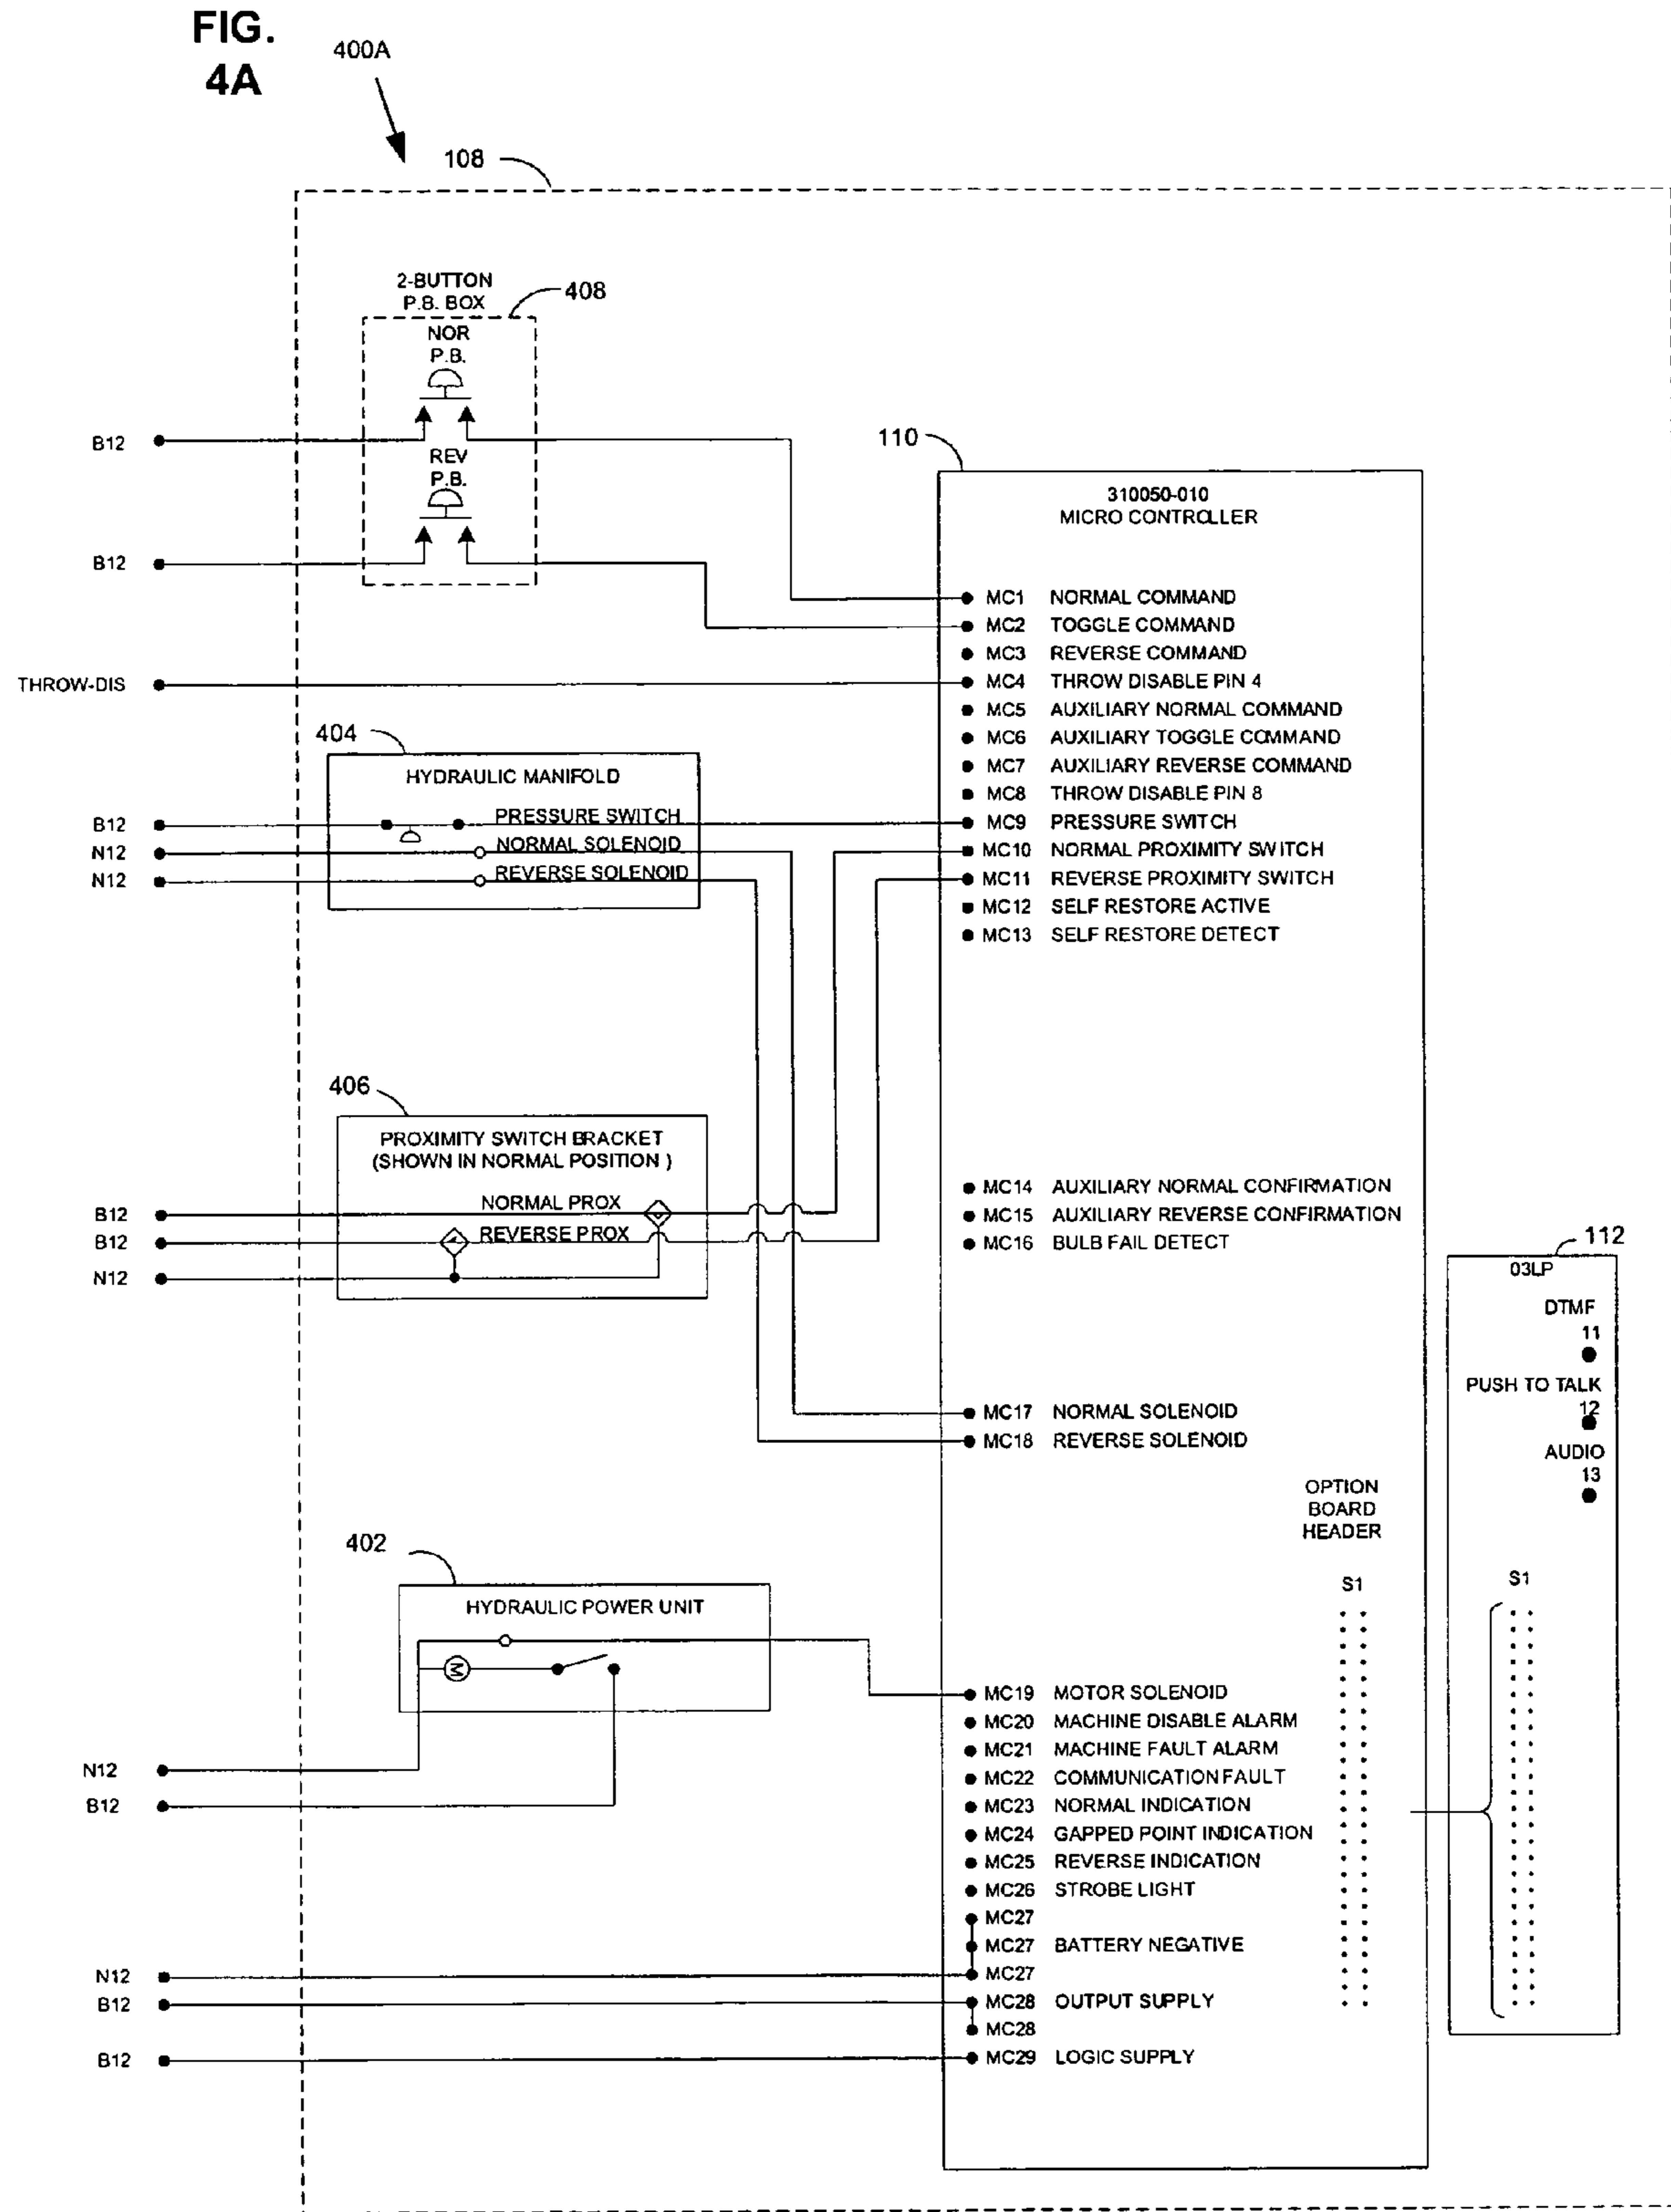 FIG.
4A
400A
108
2-BUTTON
P.B. BOX
408
NOR
P.B.
B12
REV
P.B.
B12
110
310050-010
MICRO CONTROLLER
MC1 NORMAL COMMAND
MC2 TOGGLE COMMAND
MC3 REVERSE COMMAND
THROW-DIS
MC4 THROW DISABLE PIN 4
MC5 AUXILIARY NORMAL COMMAND
MC6 AUXILIARY TOGGLE COMMAND
MC7 AUXILIARY REVERSE COMMAND
MC8 THROW DISABLE PIN 8
MC9 PRESSURE SWITCH
MC10 NORMAL PROXIMITY SWITCH
MC11 REVERSE PROXIMITY SWITCH
MC12 SELF RESTORE ACTIVE
MC13 SELF RESTORE DETECT
404
HYDRAULIC MANIFOLD
B12
PRESSURE SWITCH
N12
NORMAL SOLENOID
N12
REVERSE SOLENOID
406
PROXIMITY SWITCH BRACKET
(SHOWN IN NORMAL POSITION )
B12
NORMAL PROX
B12
REVERSE PROX
N12
MC14 AUXILIARY NORMAL CONFIRMATION
MC15 AUXILIARY REVERSE CONFIRMATION
MC16 BULB FAIL DETECT
112
03LP
DTMF
11
PUSH TO TALK
12
AUDIO
13
MC17 NORMAL SOLENOID
MC18 REVERSE SOLENOID
OPTION
BOARD
HEADER
S1
S1
402
HYDRAULIC POWER UNIT
M
N12
B12
MC19 MOTOR SOLENOID
MC20 MACHINE DISABLE ALARM
MC21 MACHINE FAULT ALARM
MC22 COMMUNICATION FAULT
MC23 NORMAL INDICATION
MC24 GAPPED POINT INDICATION
MC25 REVERSE INDICATION
MC26 STROBE LIGHT
MC27
MC27 BATTERY NEGATIVE
N12
MC27
B12
MC28 OUTPUT SUPPLY
MC28
B12
MC29 LOGIC SUPPLY